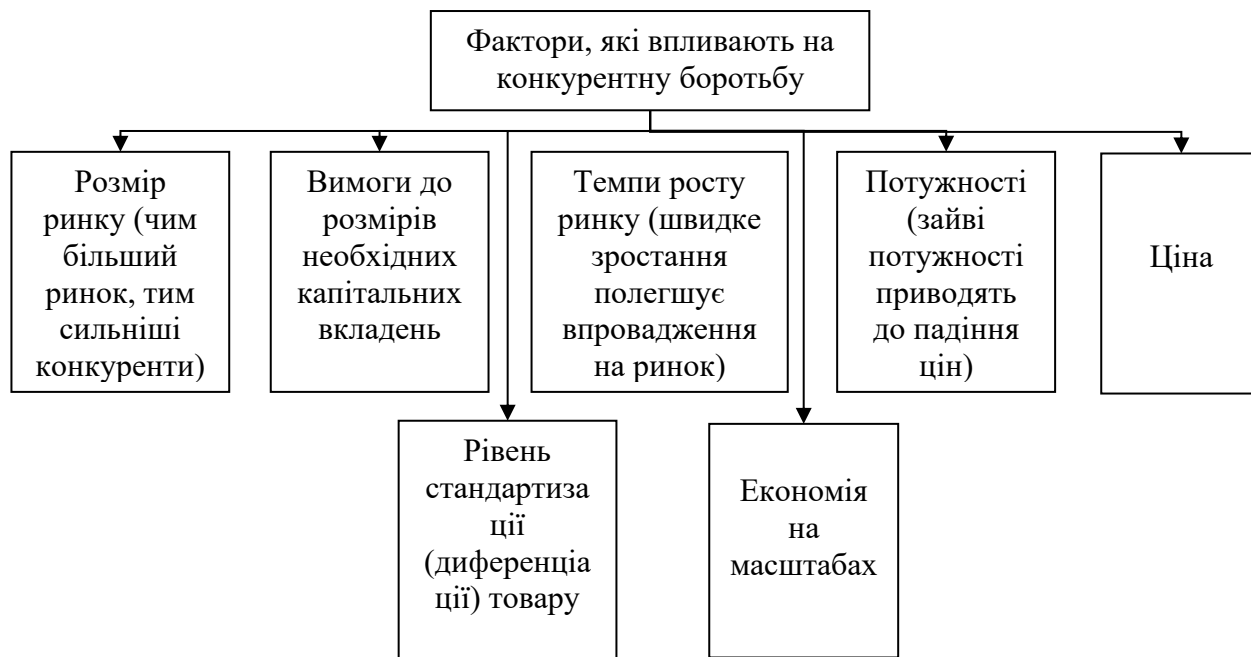 Фактори, які впливають на
конкурентну боротьбу
Розмір
ринку (чим
більший
ринок, тим
сильніші
конкуренти)
Вимоги до
розмірів
необхідних
капітальних
вкладень
Темпи росту
ринку (швидке
зростання
полегшує
впровадження
на ринок)
Потужності
(зайві
потужності
приводять
до падіння
цін)
Ціна
Рівень
стандартиза
ції
(диференціа
ції) товару
Економія
на
масштабах